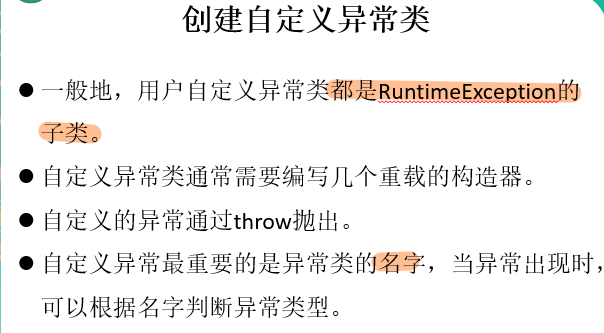 创建自定义异常类
● 一般地，用户自定义异常类都是RuntimeException的
子类。
● 自定义异常类通常需要编写几个重载的构造器。
● 自定义的异常通过throw抛出。
● 自定义异常最重要的是异常类的名字，当异常出现时，
可以根据名字判断异常类型。